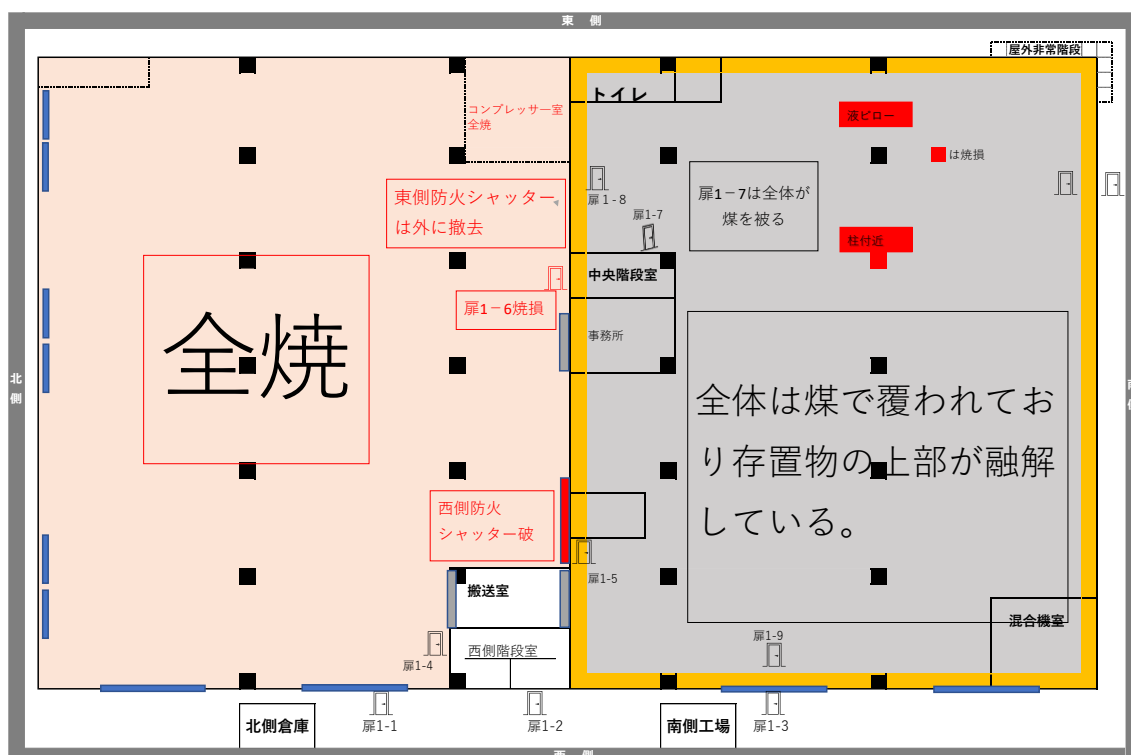 東 側
屋外非常階段
コンプレッサー室
全焼
トイレ
液ピロー
は焼損
東側防火シャッター
は外に撤去
扉1-8
扉1-7
扉1-7は全体が
煤を被る
柱付近
中央階段室
扉1-6焼損
事務所
全焼
北
側
南
側
全体は煤で覆われてお
り存置物の上部が融解
している。
西側防火
シャッター破
扉1-5
搬送室
混合機室
西側階段室
扉1-4
扉1-9
北側倉庫
扉1-1
扉1-2
南側工場
扉1-3
西 側